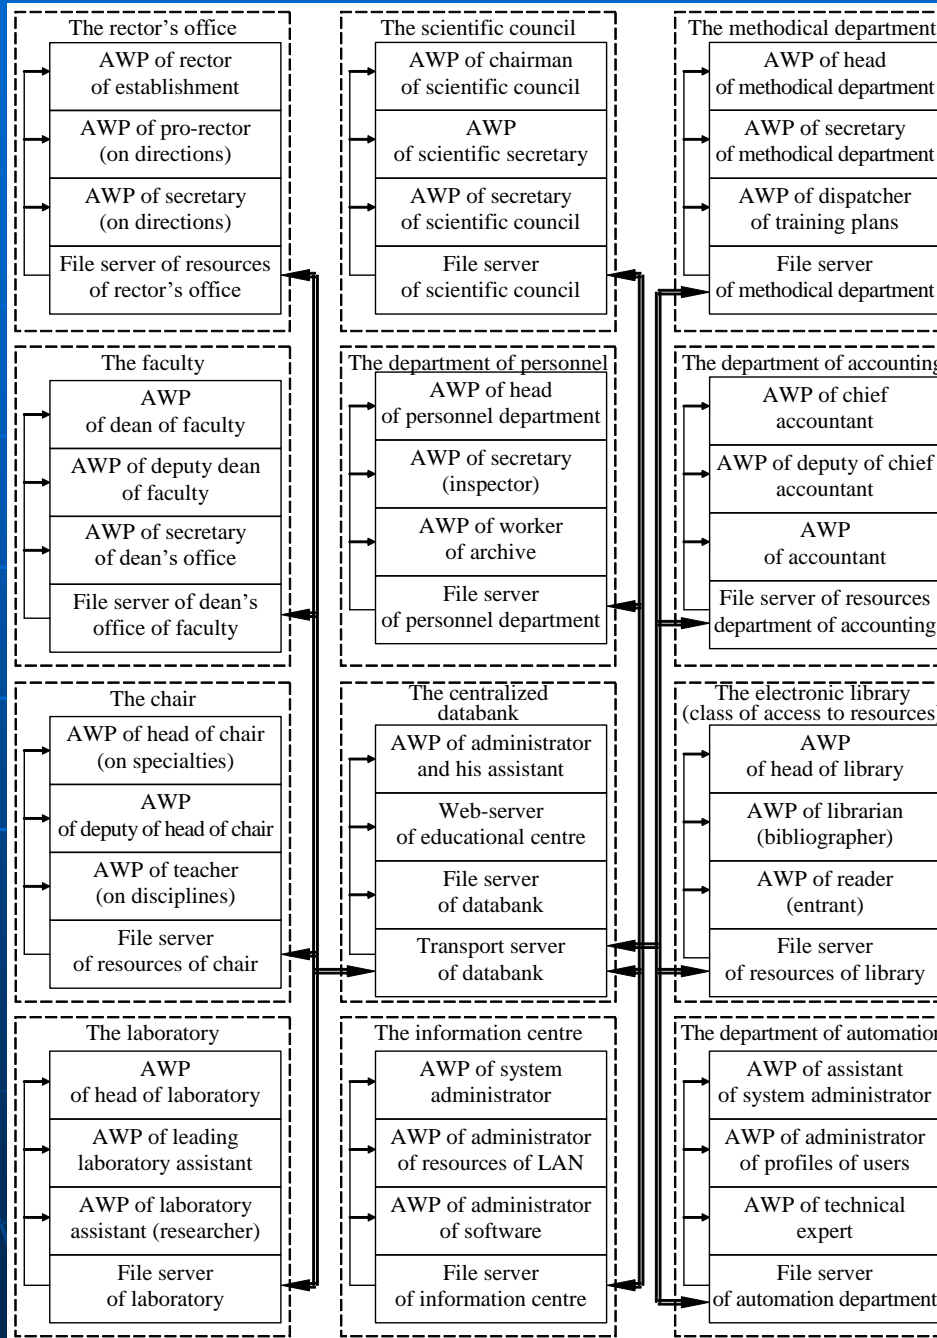 The rector’s office
AWP of rector
of establishment
AWP of pro-rector
(on directions)
AWP of secretary
(on directions)
File server of resources
of rector’s office
The scientific council
AWP of chairman
of scientific council
AWP
of scientific secretary
AWP of secretary
of scientific council
File server
of scientific council
The methodical department
AWP of head
of methodical department
AWP of secretary
of methodical department
AWP of dispatcher
of training plans
File server
of methodical department
The faculty
AWP
of dean of faculty
AWP of deputy dean
of faculty
AWP of secretary
of dean’s office
File server of dean’s
office of faculty
The department of personnel
AWP of head
of personnel department
AWP of secretary
(inspector)
AWP of worker
of archive
File server
of personnel department
The department of accounting
AWP of chief
accountant
AWP of deputy of chief
accountant
AWP
of accountant
File server of resources
department of accounting
The chair
AWP of head of chair
(on specialties)
AWP
of deputy of head of chair
AWP of teacher
(on disciplines)
File server
of resources of chair
The centralized
databank
AWP of administrator
and his assistant
Web-server
of educational centre
File server
of databank
Transport server
of databank
The electronic library
(class of access to resources)
AWP
of head of library
AWP of librarian
(bibliographer)
AWP of reader
(entrant)
File server
of resources of library
The laboratory
AWP
of head of laboratory
AWP of leading
laboratory assistant
AWP of laboratory
assistant (researcher)
File server
of laboratory
The information centre
AWP of system
administrator
AWP of administrator
of resources of LAN
AWP of administrator
of software
File server
of information centre
The department of automation
AWP of assistant
of system administrator
AWP of administrator
of profiles of users
AWP of technical
expert
File server
of automation department